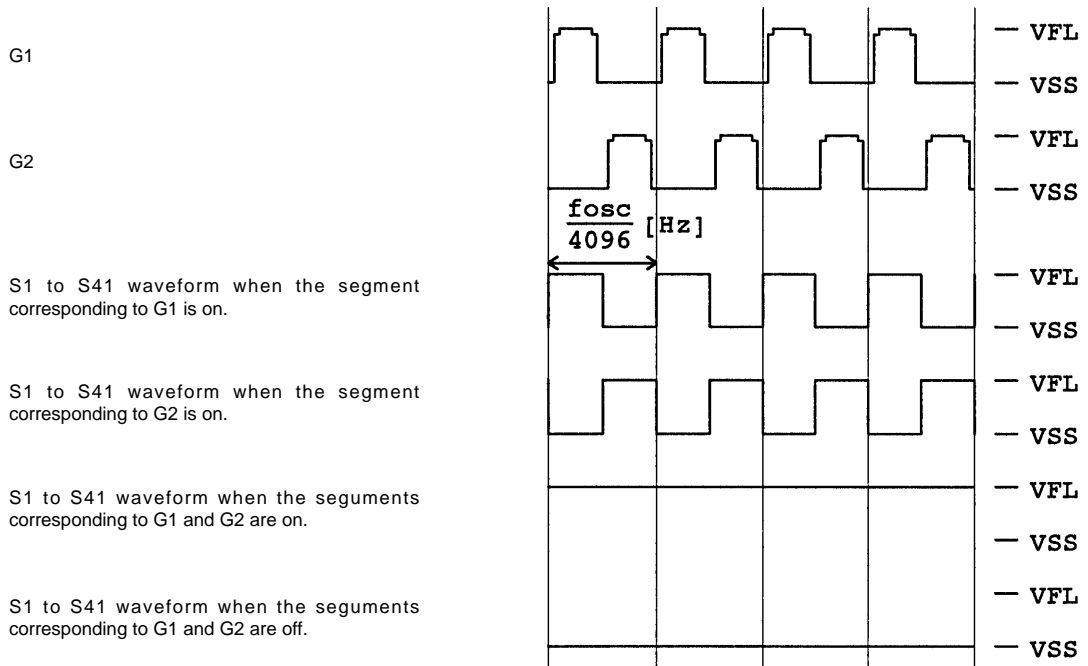 G1
— VFL
— VSS
G2
— VFL
— VSS
fosc
4096 [Hz]
S1 to S41 waveform when the segment
corresponding to G1 is on.
— VFL
— VSS
S1 to S41 waveform when the segment
corresponding to G2 is on.
— VFL
— VSS
S1 to S41 waveform when the seguments
corresponding to G1 and G2 are on.
— VFL
— VSS
S1 to S41 waveform when the seguments
corresponding to G1 and G2 are off.
— VFL
— VSS